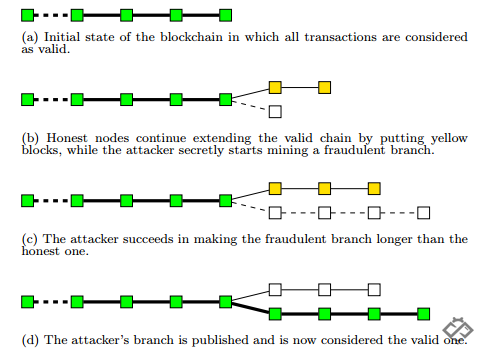 (a) Initial state of the blockchain in which all transactions are considered
as valid.
(b) Honest nodes continue extending the valid chain by putting yellow
blocks, while the attacker secretly starts mining a fraudulent branch.
(c) The attacker succeeds in making the fraudulent branch longer than the
honest one.
(d) The attacker's branch is published and is now considered the valid one.